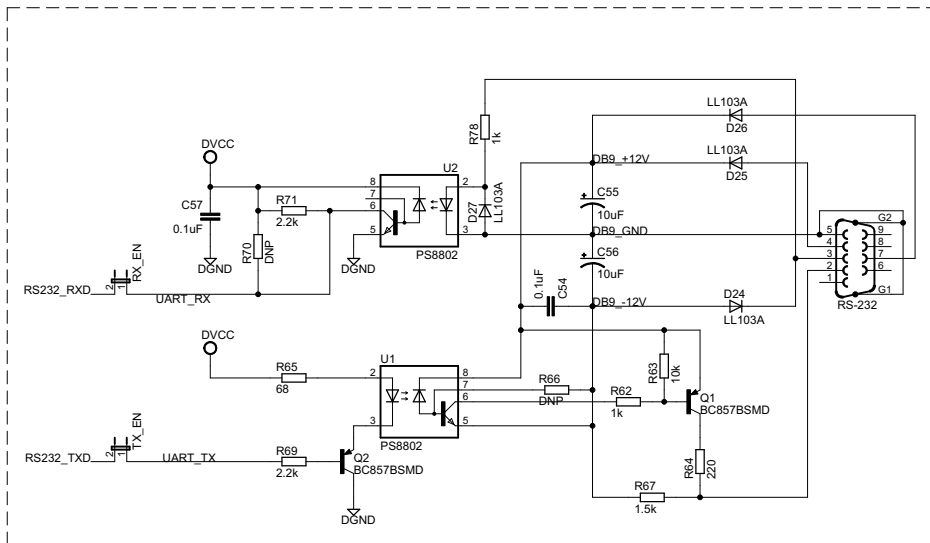 LL103A
D26
R78
1k
DVCC
LL103A
D25
DB9_+12V
U2
8
7
6
5
2
3
C57
0.1uF
R71
2.2k
R70
DNP
D27
LL103A
C55
10uF
DB9_GND
PS8802
DGND
DGND
C56
10uF
G2
5
4
3
2
1
9
8
7
6
G1
RS-232
RX_EN
2
1
RS232_RXD
UART_RX
0.1uF
C54
DB9_-12V
D24
LL103A
DVCC
R65
68
U1
2
3
8
7
6
5
R66
DNP
R63
10k
R62
1k
Q1
BC857BSMD
PS8802
TX_EN
2
1
RS232_TXD
UART_TX
R69
2.2k
Q2
BC857BSMD
R64
220
R67
1.5k
DGND